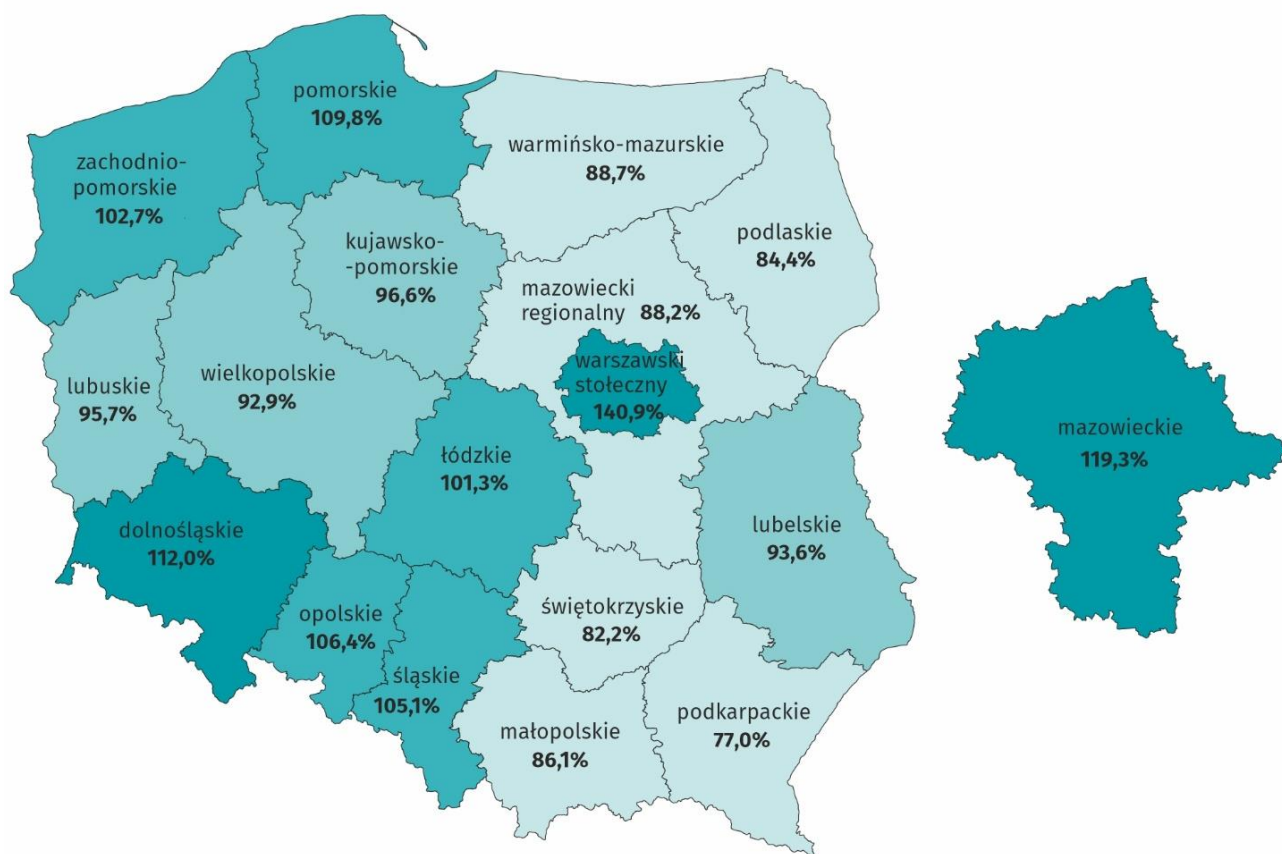 pomorskie
109,8%
warmińsko-mazurskie
88,7%
zachodnio-
pomorskie
102,7%
podlaskie
84,4%
kujawsko-
-pomorskie
96,6%
mazowiecki
regionalny 88,2%
warszawski
stołeczny
140,9%
lubuskie
95,7%
wielkopolskie
92,9%
mazowieckie
119,3%
łódzkie
101,3%
dolnośląskie
112,0%
lubelskie
93,6%
opolskie
106,4%
świętokrzyskie
82,2%
śląskie
105,1%
małopolskie
86,1%
podkarpackie
77,0%